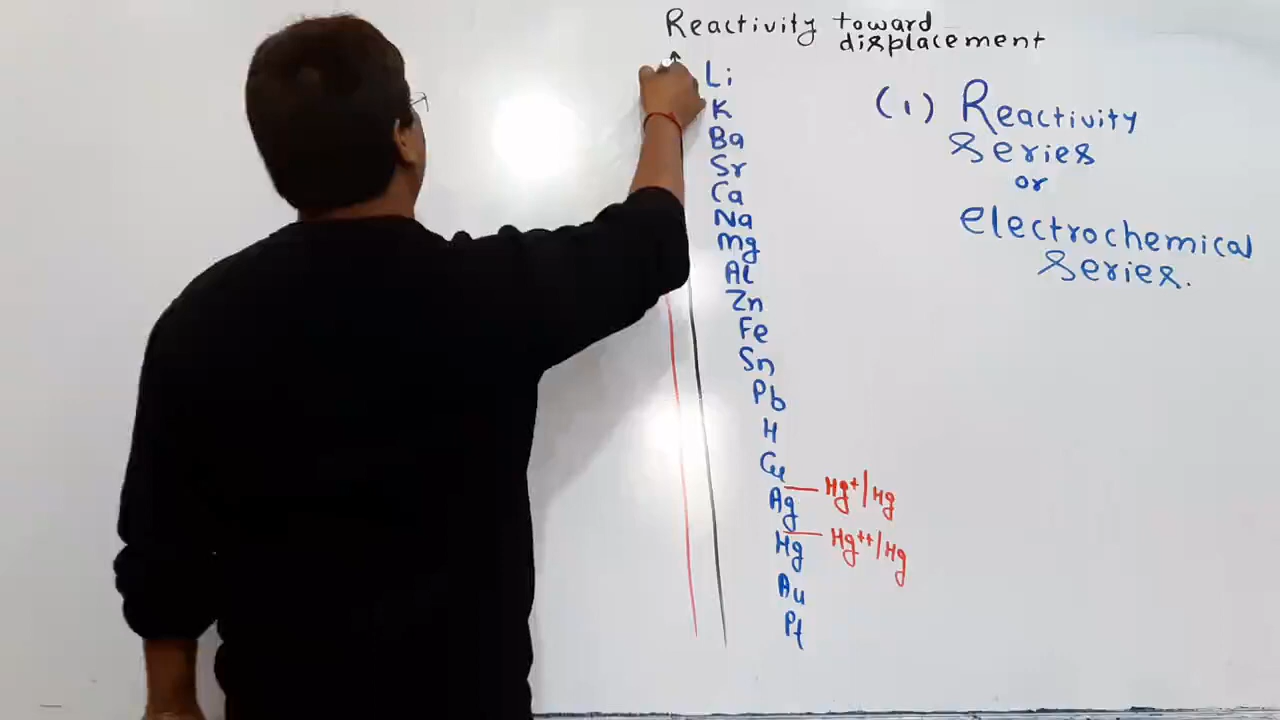 Reactivity toward
displacement
(1) Reactivity
series
or
electrochemical
series.
Li
K
Ba
Sr
Ca
Na
Mg
Al
Zn
Fe
Sn
Pb
H
Cu
Ag
Hg+/Hg
Hg
Hg++/Hg
Au
Pt